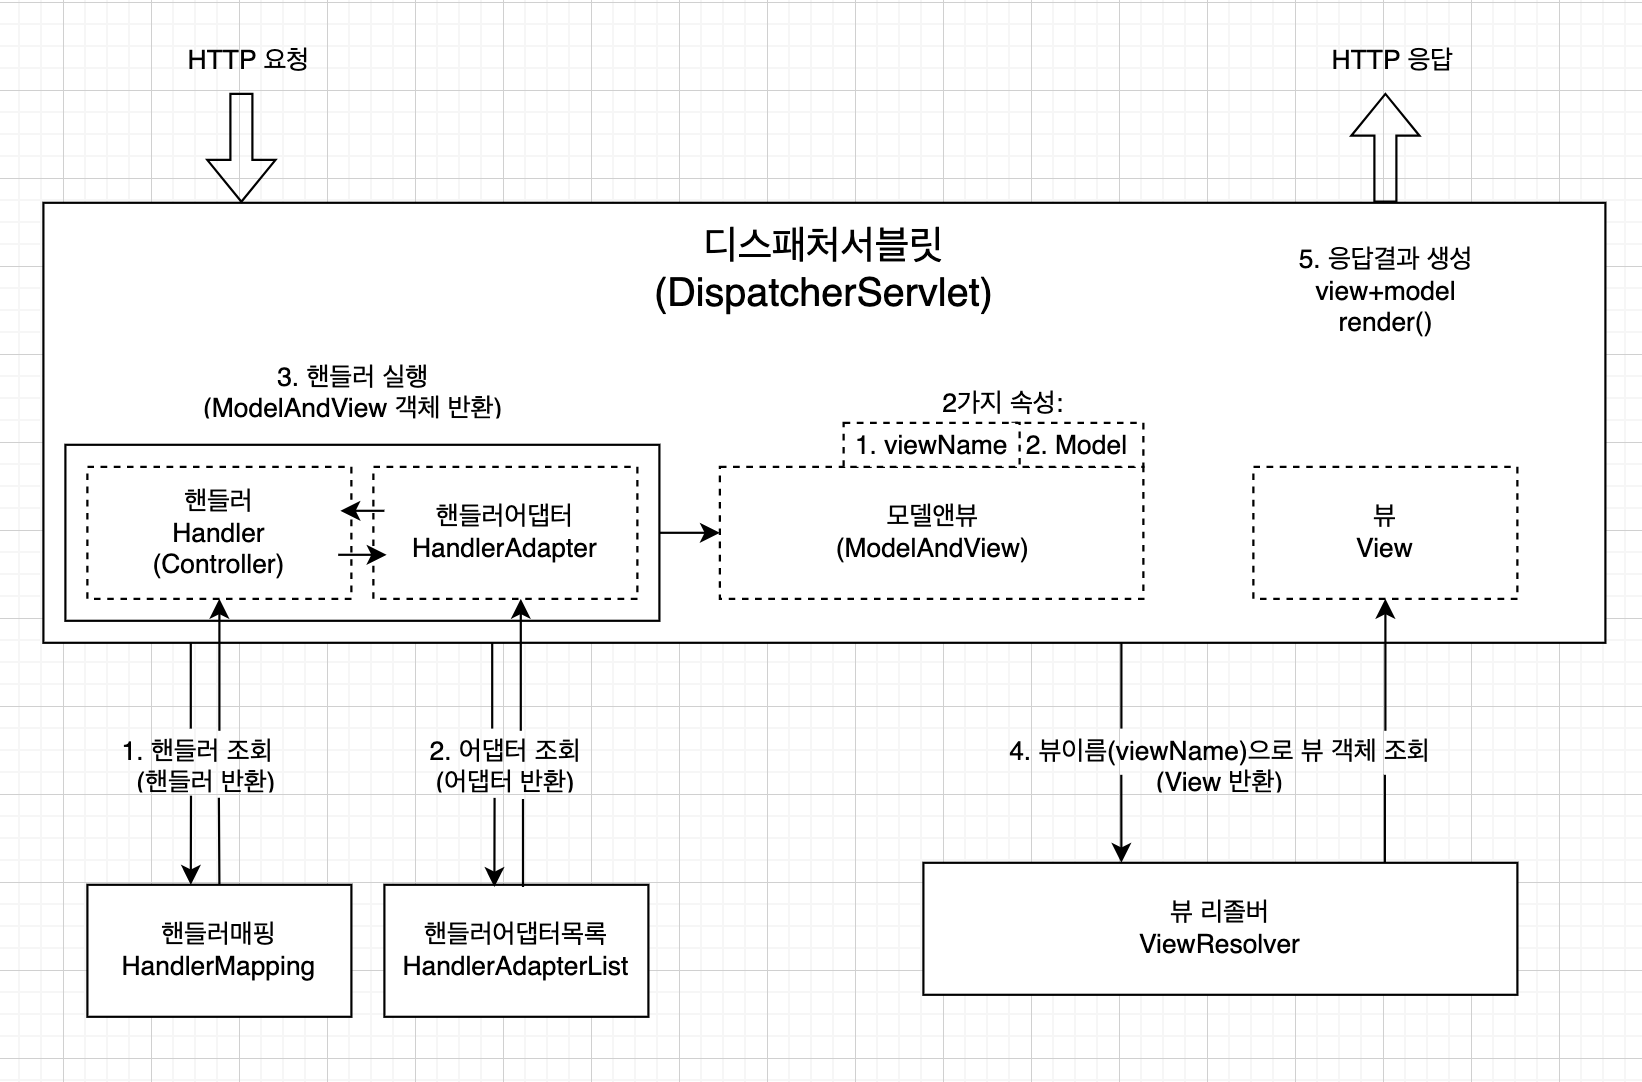 HTTP 요청
HTTP 응답
디스패처서블릿
(DispatcherServlet)
5. 응답결과 생성
view+model
render()
3. 핸들러 실행
(ModelAndView 객체 반환)
2가지 속성:
1. viewName
2. Model
핸들러
Handler
(Controller)
핸들러어댑터
HandlerAdapter
모델앤뷰
(ModelAndView)
뷰
View
1. 핸들러 조회
(핸들러 반환)
2. 어댑터 조회
(어댑터 반환)
4. 뷰이름(viewName)으로 뷰 객체 조회
(View 반환)
핸들러매핑
HandlerMapping
핸들러어댑터목록
HandlerAdapterList
뷰 리졸버
ViewResolver